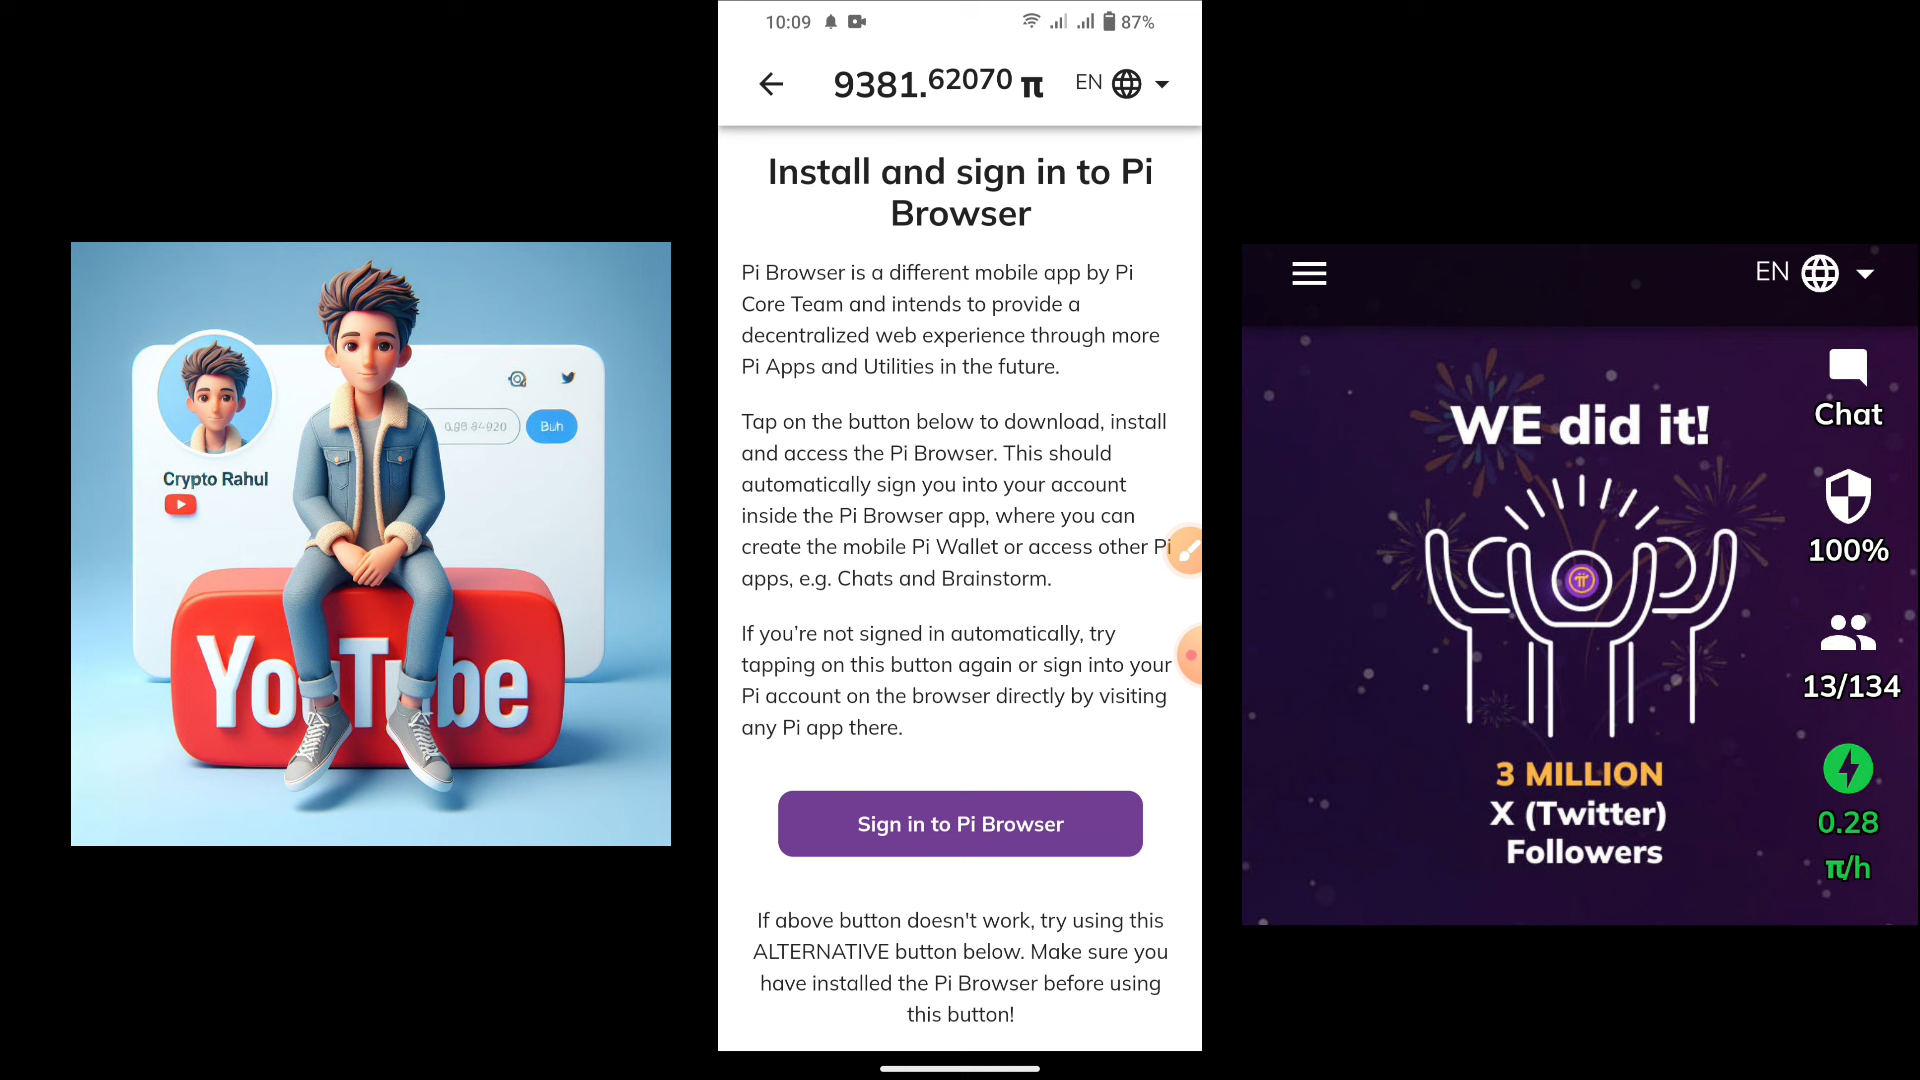 0.98 84920
Buh
Crypto Rahul
YouTube
10:09
87%
9381.62070 π
EN
Install and sign in to Pi
Browser
Pi Browser is a different mobile app by Pi
Core Team and intends to provide a
decentralized web experience through more
Pi Apps and Utilities in the future.
Tap on the button below to download, install
and access the Pi Browser. This should
automatically sign you into your account
inside the Pi Browser app, where you can
create the mobile Pi Wallet or access other Pi
apps, e.g. Chats and Brainstorm.
If you’re not signed in automatically, try
tapping on this button again or sign into your
Pi account on the browser directly by visiting
any Pi app there.
Sign in to Pi Browser
If above button doesn't work, try using this
ALTERNATIVE button below. Make sure you
have installed the Pi Browser before using
this button!
EN
WE did it!
π
3 MILLION
X (Twitter)
Followers
Chat
100%
13/134
0.28
π/h